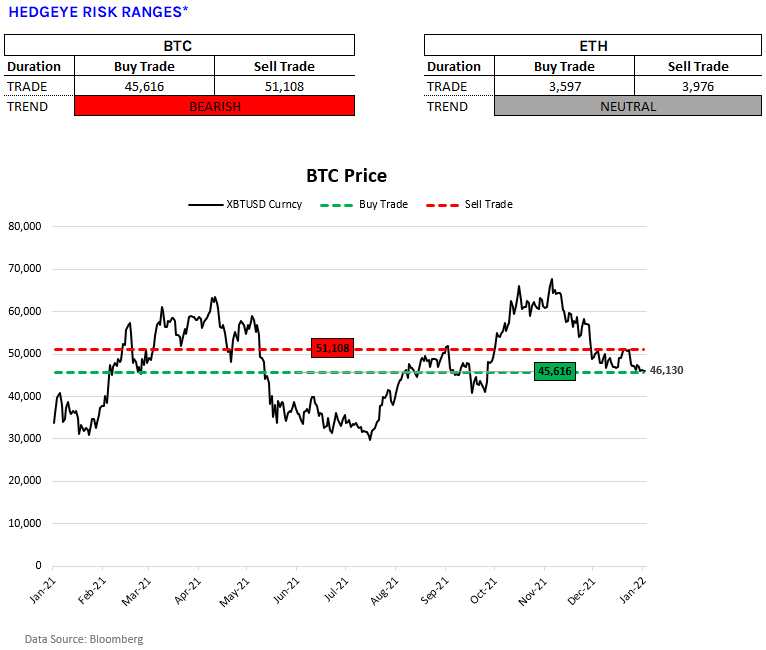 HEDGEYE RISK RANGES*
BTC
Duration Buy Trade Sell Trade
TRADE 45,616 51,108
TREND BEARISH
ETH
Duration Buy Trade Sell Trade
TRADE 3,597 3,976
TREND NEUTRAL
BTC Price
XBTUSD Curncy Buy Trade Sell Trade
80,000
70,000
60,000
50,000
40,000
30,000
20,000
10,000
0
51,108
45,616
46,130
Jan-21 Feb-21 Mar-21 Apr-21 May-21 Jun-21 Jul-21 Aug-21 Sep-21 Oct-21 Nov-21 Dec-21 Jan-22
Data Source: Bloomberg